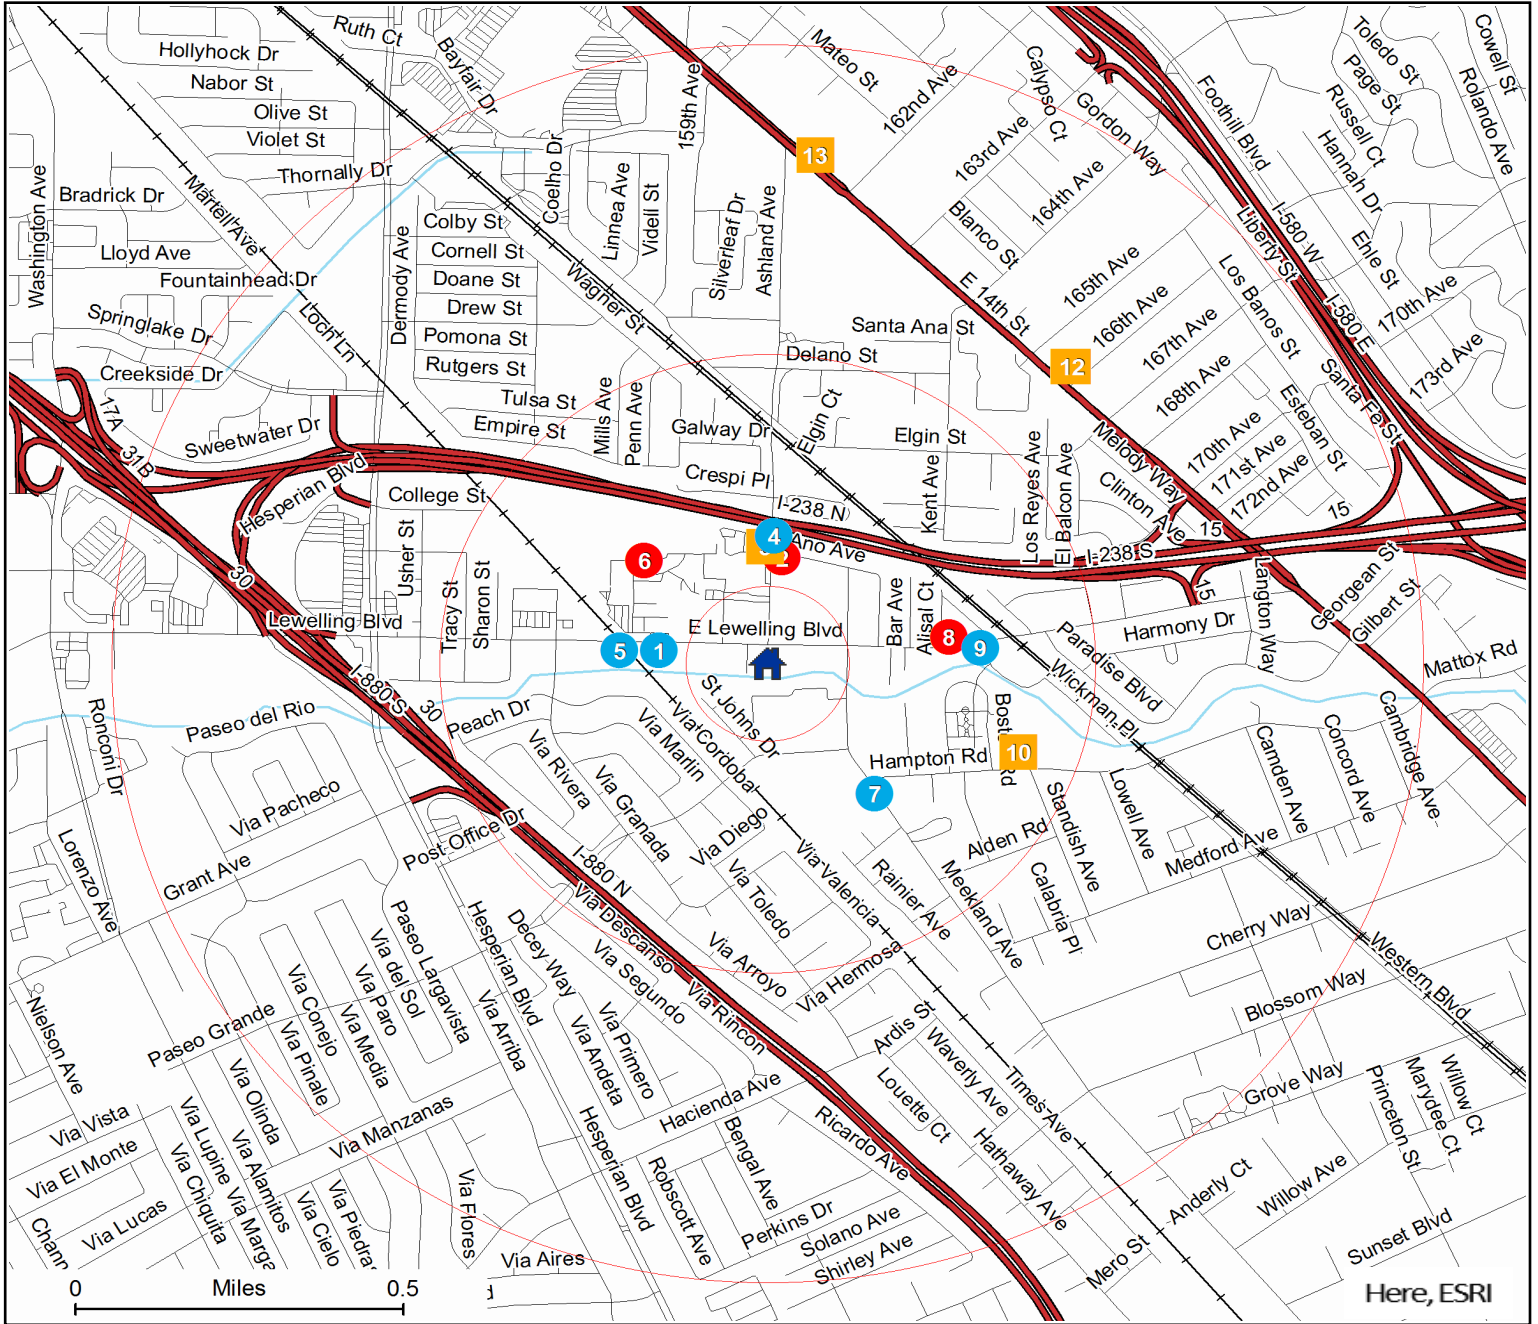 Ruth Ct
Hollyhock Dr
Bayfair Dr
Nabor St
Olive St
Violet St
Thornally Dr
Bradrick Dr
Washington Ave
Martell Ave
Lloyd Ave
Fountainhead Dr
Springlake Dr
Creekside Dr
Loch Ln
Dermody Ave
Colby St
Cornell St
Doane St
Drew St
Pomona St
Rutgers St
Tulsa St
Empire St
Coelho Dr
Linnea Ave
Videll St
Wagner St
159th Ave
Silverleaf Dr
Ashland Ave
Mateo St
162nd Ave
13
Calypso Ct
Gordon Way
163rd Ave
164th Ave
Blanco St
E 14th St
165th Ave
166th Ave
167th Ave
168th Ave
Foothill Blvd
Toledo St
Page St
Cowell St
Rolando Ave
Russell Ct
Hannah Dr
I-580 W
Liberty St
Ehle St
I-580 E
170th Ave
173rd Ave
Los Banos St
Santa Fe St
Esteban St
Santa Ana St
Delano St
12
Mills Ave
Penn Ave
Galway Dr
Elgin Ct
Elgin St
Crespi Pl
Kent Ave
Los Reyes Ave
El Balcon Ave
Melody Way
Clinton Ave
170th Ave
171st Ave
172nd Ave
17A
31B
Sweetwater Dr
Hesperian Blvd
College St
I-238 N
I-238 S
15
15
15
4
Ano Ave
6
Usher St
Tracy St
Sharon St
30
Lewelling Blvd
E Lewelling Blvd
5
1
Bar Ave
Alisal Ct
8
9
Langton Way
Georgean St
Gilbert St
Harmony Dr
Paradise Blvd
Wickman Pl
Mattox Rd
I-880 S
30
Ronconi Dr
Paseo del Rio
Peach Dr
Via Rivera
Via Marlin
Via Cordoba
St Johns Dr
Via Granada
Via Diego
Via Toledo
Hampton Rd
10
7
Standish Ave
Lowell Ave
Camden Ave
Concord Ave
Cambridge Ave
Via Pacheco
Lorenzo Ave
Grant Ave
Post Office Dr
I-880 N
Via Descanso
Via Valencia
Rainier Ave
Alden Rd
Meekland Ave
Calabria Pl
Medford Ave
Cherry Way
Western Blvd
Blossom Way
Grove Way
Nielson Ave
Paseo Grande
Via Conejo
Via Pinale
Via Paro
Via Media
Via del Sol
Paseo Largavista
Hesperian Blvd
Decey Way
Via Arriba
Via Segundo
Via Arroyo
Via Hermosa
Via Rincon
Via Primero
Via Andeta
Hacienda Ave
Ardis St
Waverly Ave
Louette Ct
Times Ave
Hathaway Ave
Ricardo Ave
Princeton St
Marydee Ct
Willow Ct
Via Vista
Via El Monte
Via Lucas
Via Lupine
Via Chiquita
Via Olinda
Via Alamitos
Via Manzanas
Via Cielo
Via Flores
Hesperian Blvd
Robscott Ave
Bengal Ave
Perkins Dr
Solano Ave
Shirley Ave
Mero St
Anderly Ct
Willow Ave
Sunset Blvd
Via Aires
0 Miles 0.5
Here, ESRI